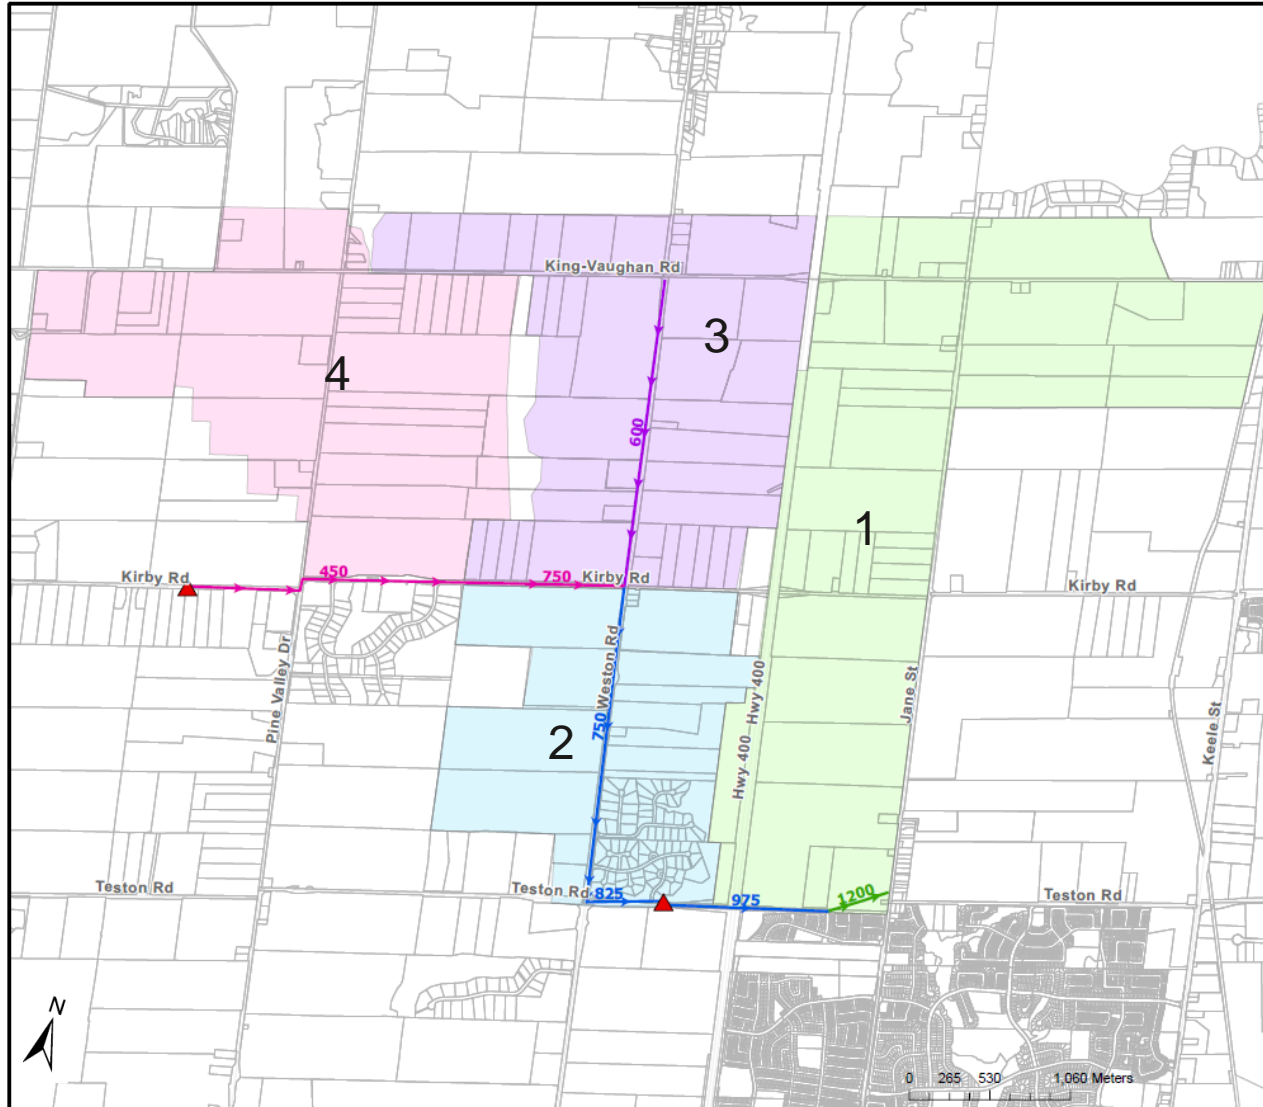 King-Vaughan Rd
3
4
600
1
Kirby Rd
450
750
Kirby Rd
Kirby Rd
Pine Valley Dr
Weston Rd
750
2
Hwy 400
Hwy 400
Jane St
Keele St
Teston Rd
Teston Rd
825
975
1200
Teston Rd
N
0 265 530 1,060 Meters